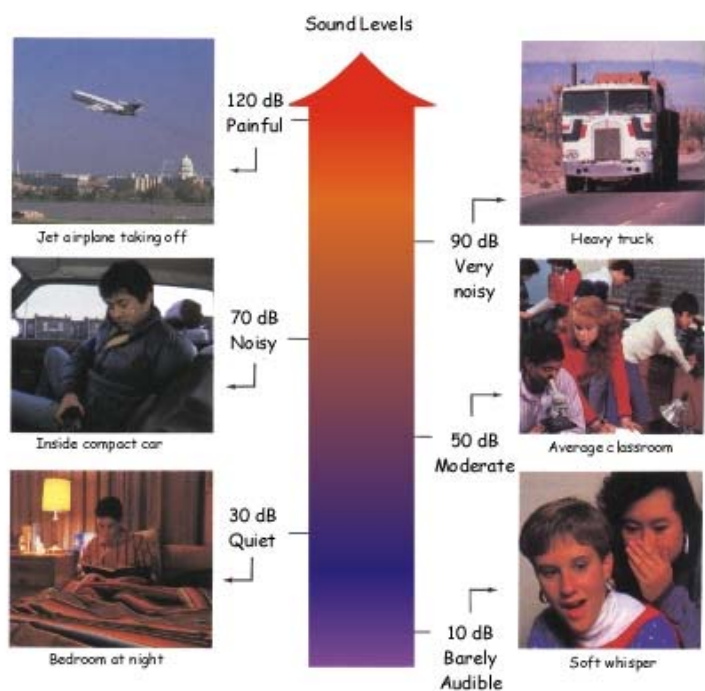 Sound Levels
120 dB
Painful
Jet airplane taking off
90 dB
Very
noisy
Heavy truck
70 dB
Noisy
Inside compact car
50 dB
Moderate
Average classroom
30 dB
Quiet
Bedroom at night
10 dB
Barely
Audible
Soft whisper